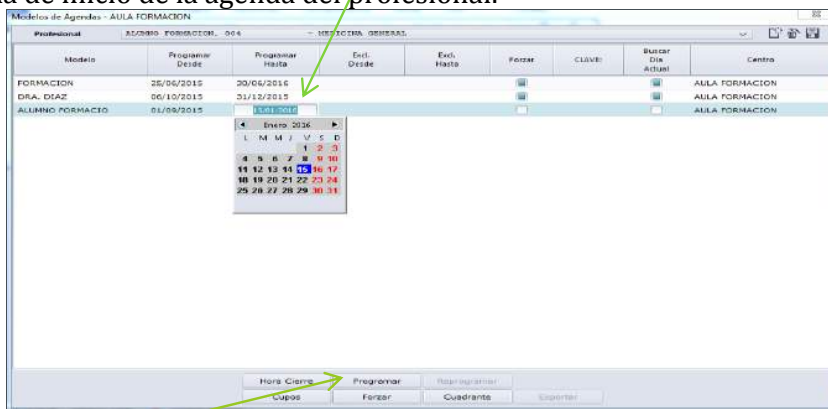 a de inicio de la agenda del profesional.
Modelos de Agendas - AULA FORMACION
Profesional ALUMNO FORMACION, 004 - MEDICINA GENERAL
Modelo Programar Desde Programar Hasta Excl. Desde Excl. Hasta Forzar CLAVE Buscar Día Actual Centro
FORMACION 25/06/2015 30/06/2016 AULA FORMACION
DRA. DIAZ 06/10/2015 31/12/2015 AULA FORMACION
ALUMNO FORMACIO 01/09/2015 15/01/2016 AULA FORMACION
Enero 2016
L M M J V S D
1 2 3
4 5 6 7 8 9 10
11 12 13 14 15 16 17
18 19 20 21 22 23 24
25 26 27 28 29 30 31
Hora Cierre Programar Reprogramar
Cupos Forzar Cuadrante Exportar